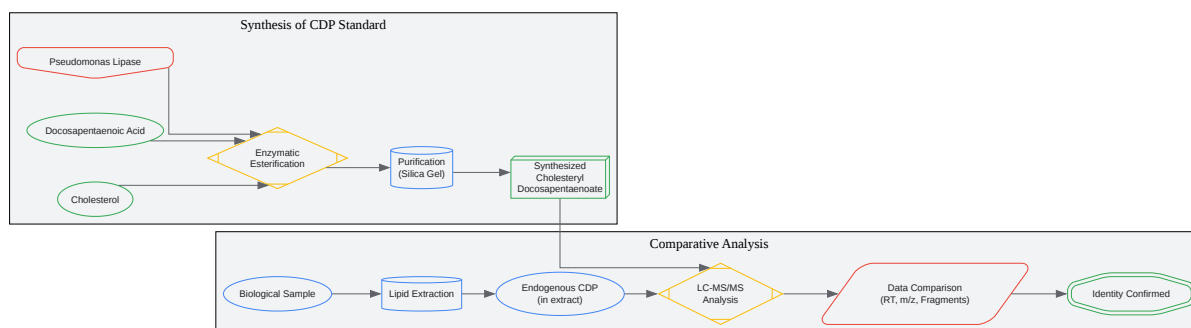 Synthesis of CDP Standard
Pseudomonas Lipase
Docosapentaenoic Acid
Cholesterol
Enzymatic
Esterification
Purification
(Silica Gel)
Synthesized
Cholesteryl
Docosapentaenoate
Comparative Analysis
Biological Sample
Lipid Extraction
Endogenous CDP
(in extract)
LC-MS/MS
Analysis
Data Comparison
(RT, m/z, Fragments)
Identity Confirmed